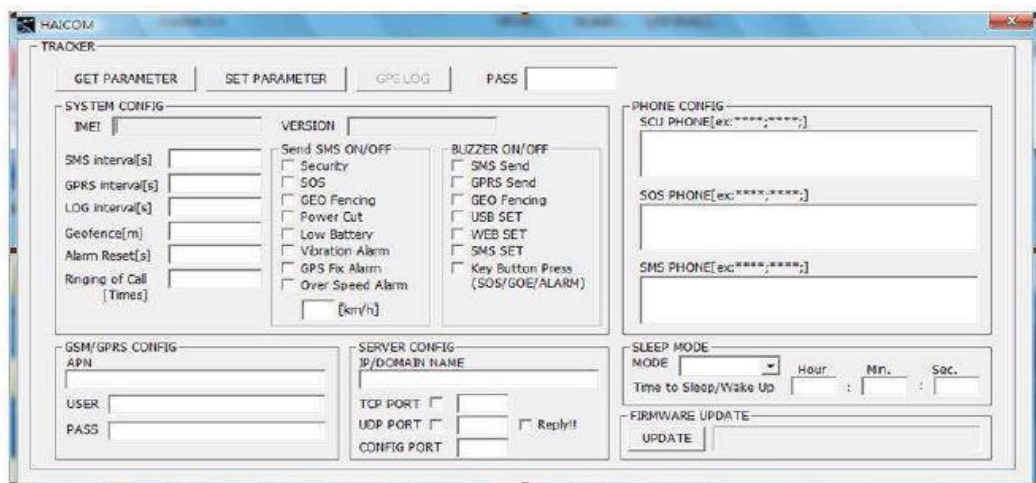 HAICOM
TRACKER
GET PARAMETER SET PARAMETER GPS LOG PASS
SYSTEM CONFIG
IMEI VERSION
SMS interval[s]
GPRS interval[s]
LOG interval[s]
Geofence[m]
Alarm Reset[s]
Ringing of Call
[Times]
Send SMS ON/OFF
Security
SOS
GEO Fencing
Power Cut
Low Battery
Vibration Alarm
GPS Fix Alarm
Over Speed Alarm
[km/h]
BUZZER ON/OFF
SMS Send
GPRS Send
GEO Fencing
USB SET
WEB SET
SMS SET
Key Button Press
(SOS/GOE/ALARM)
PHONE CONFIG
SCU PHONE[ex:****;****;]
SOS PHONE[ex:****;****;]
SMS PHONE[ex:****;****;]
GSM/GPRS CONFIG
APN
USER
PASS
SERVER CONFIG
IP/DOMAIN NAME
TCP PORT
UDP PORT Reply!!
CONFIG PORT
SLEEP MODE
MODE Hour Min. Sec.
Time to Sleep/Wake Up : :
FIRMWARE UPDATE
UPDATE